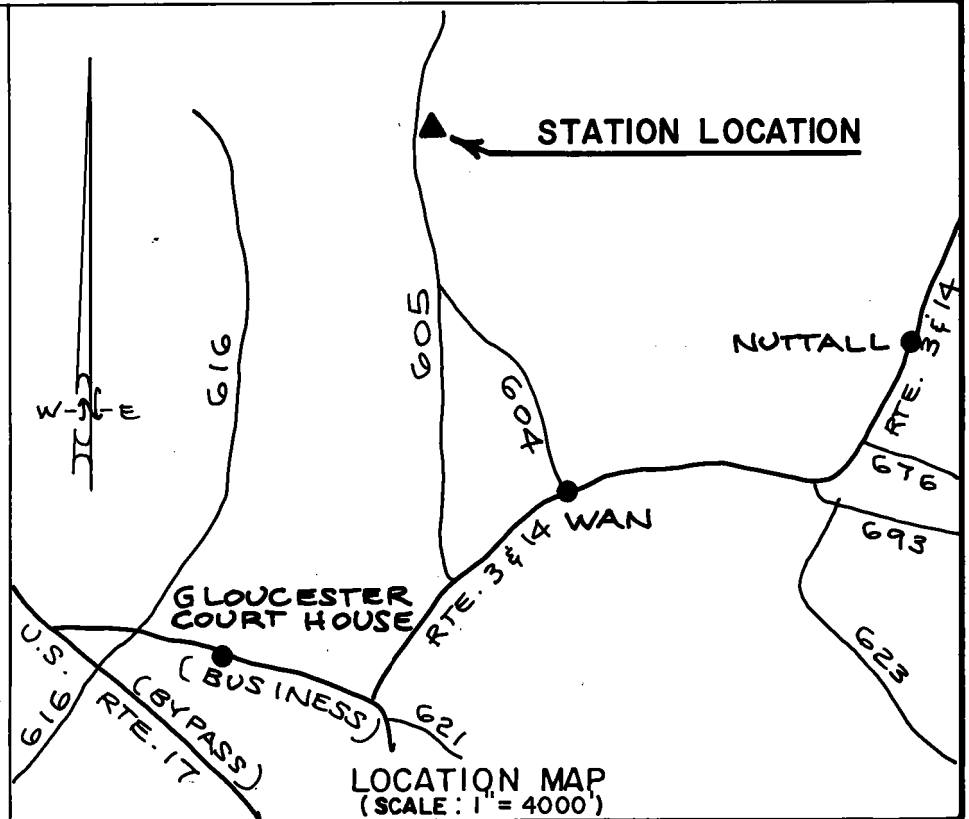 STATION LOCATION
616
605
NUTTALL
RTE. 3 & 14
W E
604
676
WAN
693
RTE. 3 & 14
GLOUCESTER
COURT HOUSE
(BUSINESS)
623
U.S. RTE. 17
(BYPASS)
616
621
LOCATION MAP
(SCALE: 1" = 4000')